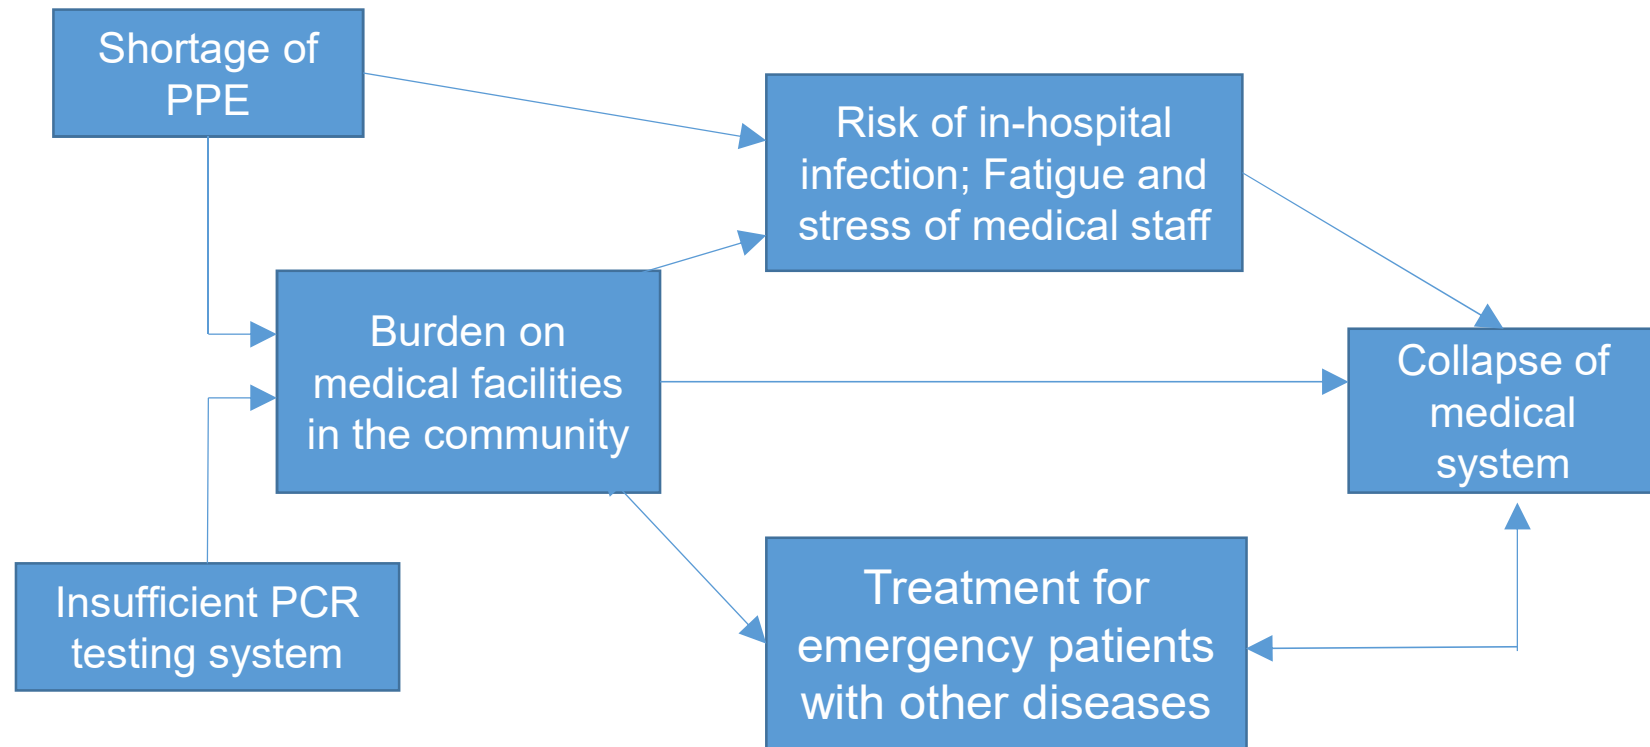 Shortage of
PPE
Risk of in-hospital
infection; Fatigue and
stress of medical staff
Burden on
medical facilities
in the community
Collapse of
medical
system
Insufficient PCR
testing system
Treatment for
emergency patients
with other diseases